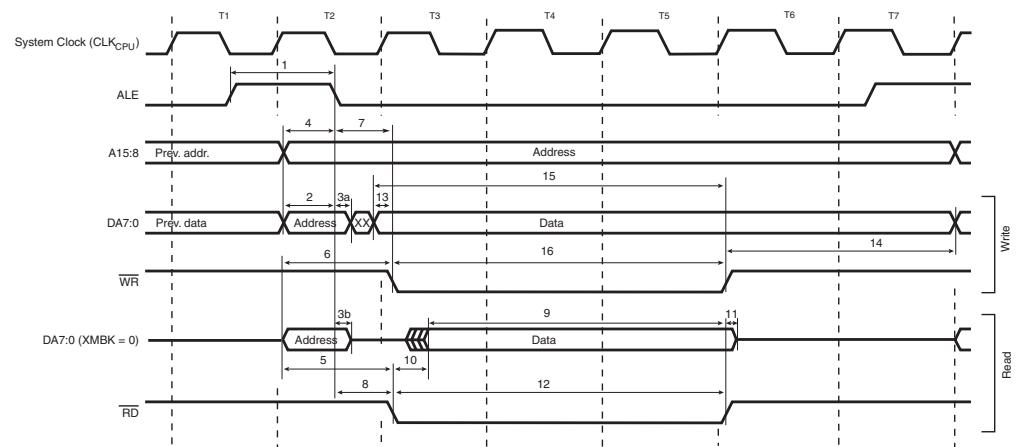 T1 T2 T3 T4 T5 T6 T7
System Clock (CLKCPU)
1
ALE
4 7
A15:8 Prev. addr. Address
15
2 3a 13
DA7:0 Prev. data Address XX Data
14
6 16
WR
Write
3b 9 11
DA7:0 (XMBK = 0) Address Data
5 10
8 12
RD
Read